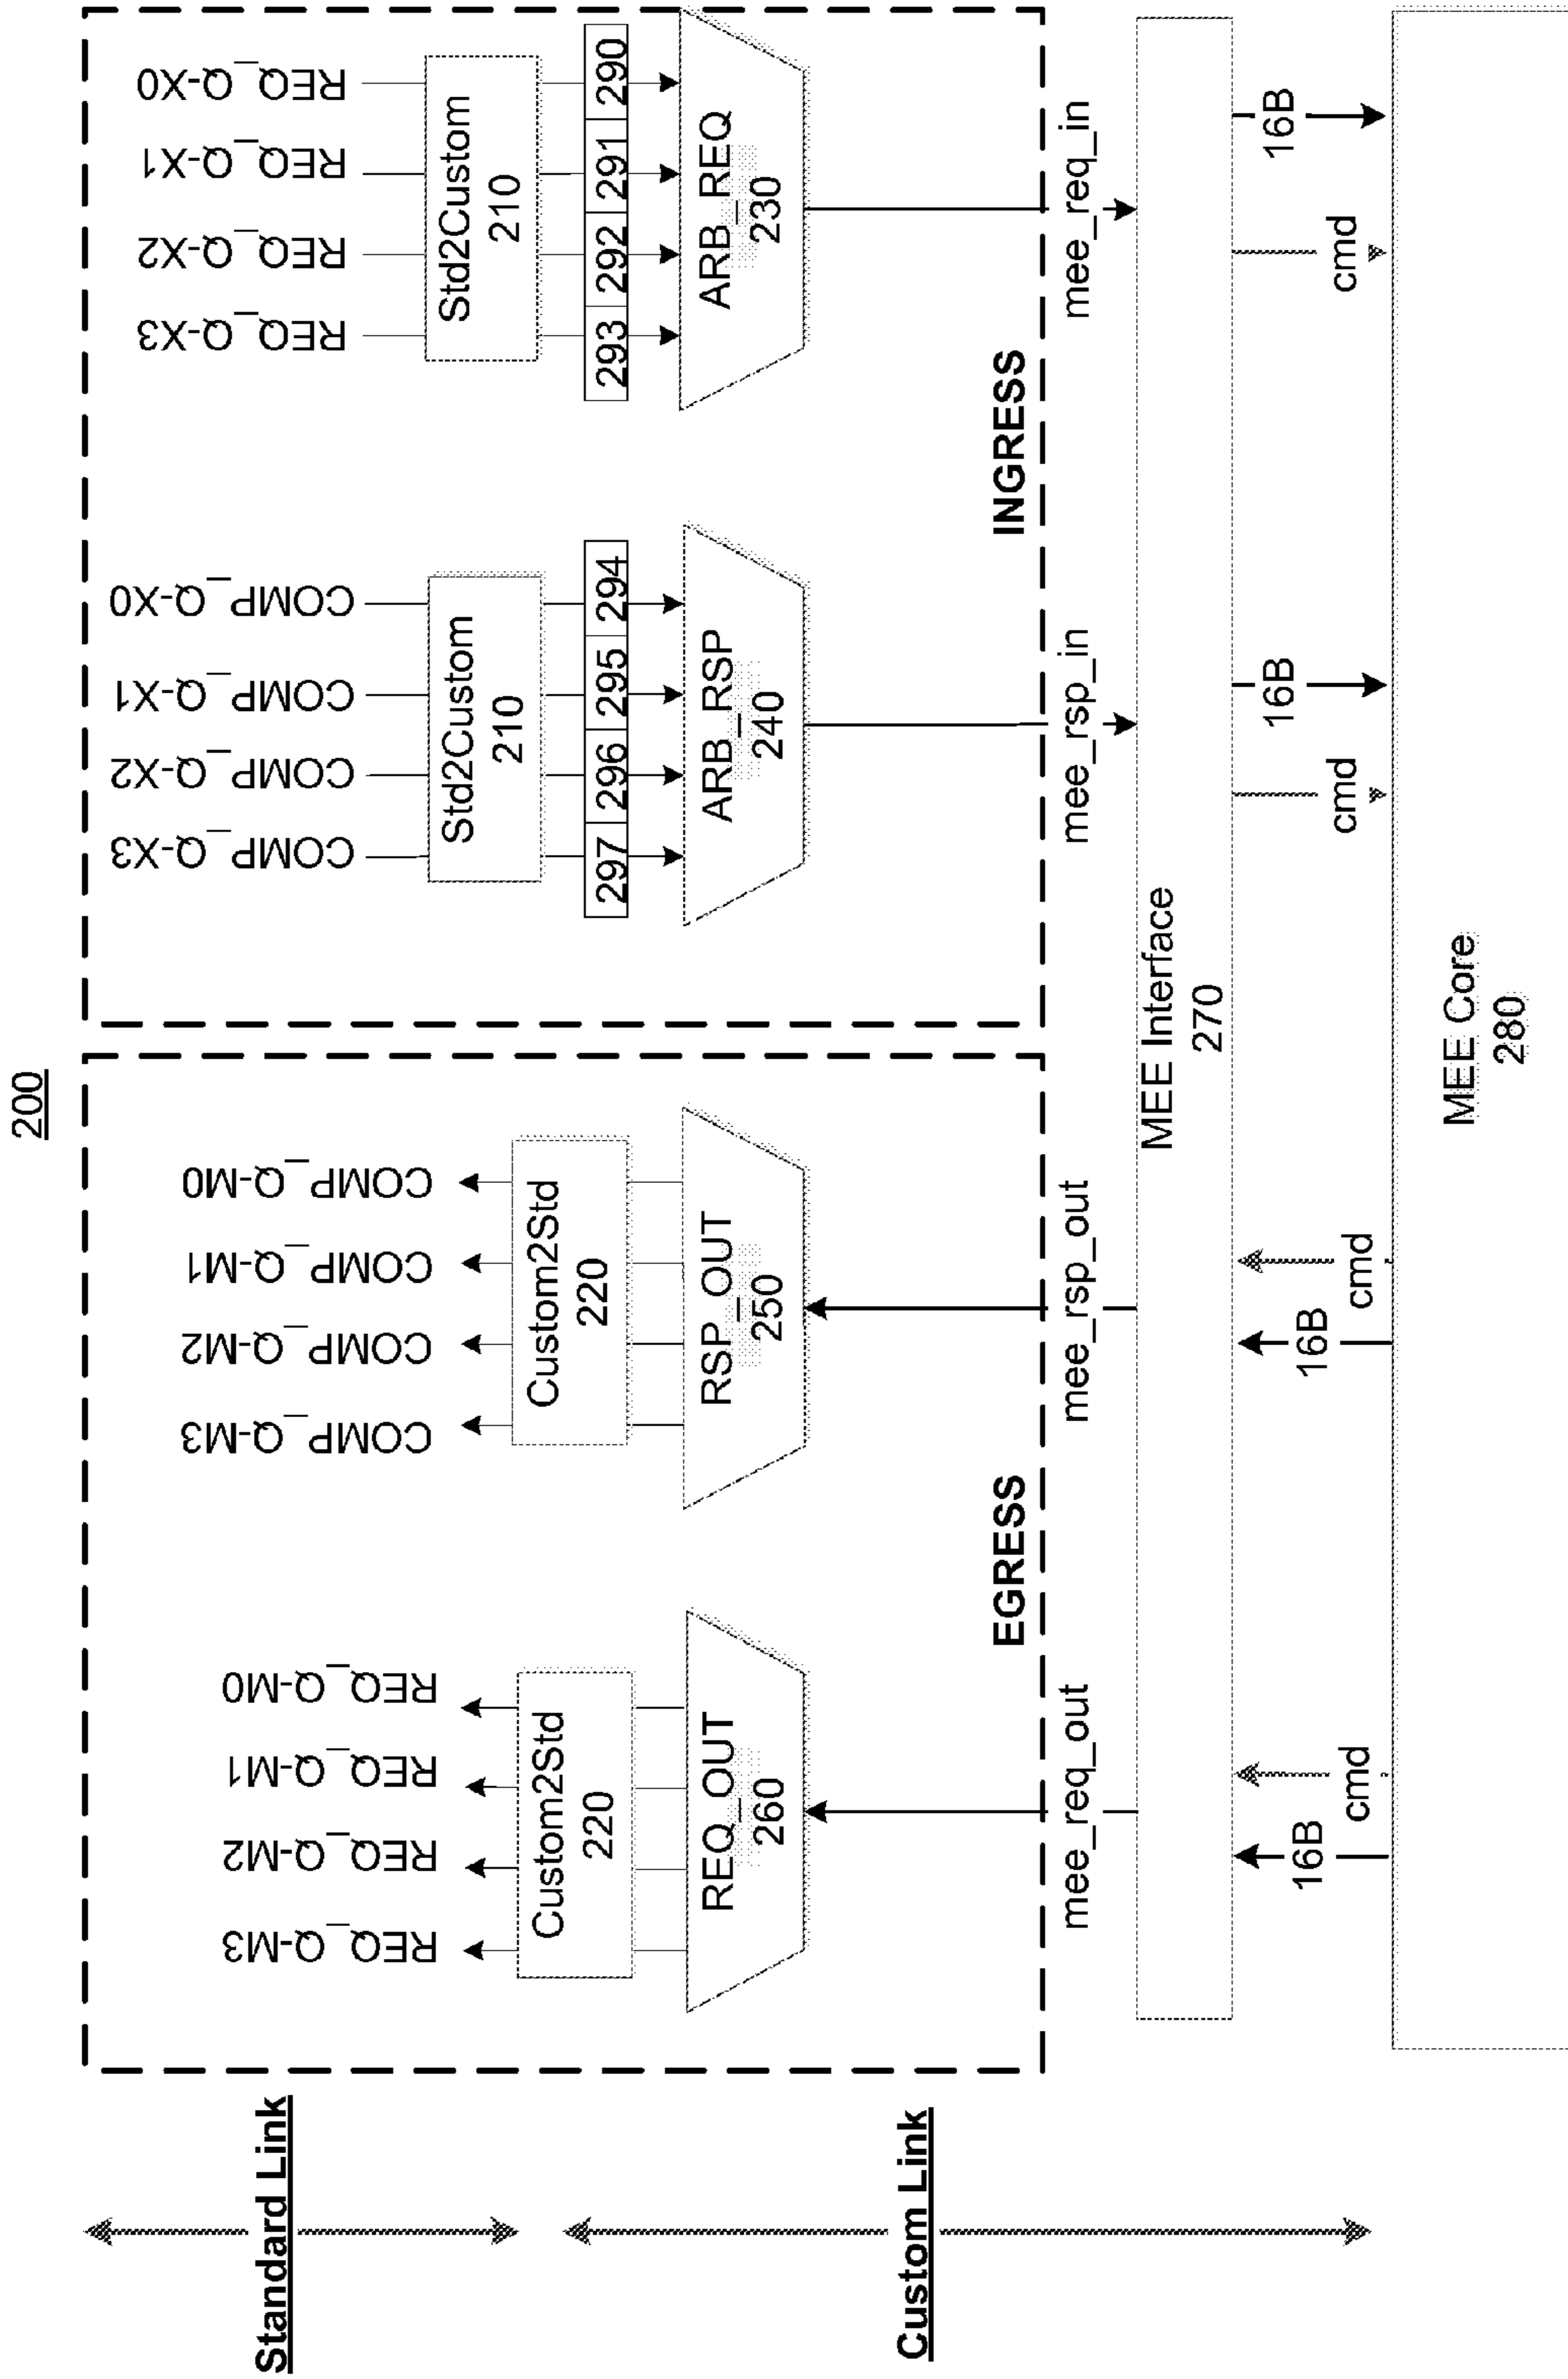 200
Standard Link
Custom Link
EGRESS
REQ_Q-M3
REQ_Q-M2
REQ_Q-M1
REQ_Q-M0
Custom2Std
220
REQ_OUT
260
mee_req_out
COMP_Q-M3
COMP_Q-M2
COMP_Q-M1
COMP_Q-M0
Custom2Std
220
RSP_OUT
250
mee_rsp_out
INGRESS
COMP_Q-X3
COMP_Q-X2
COMP_Q-X1
COMP_Q-X0
Std2Custom
210
297 296 295 294
ARB_RSP
240
mee_rsp_in
REQ_Q-X3
REQ_Q-X2
REQ_Q-X1
REQ_Q-X0
Std2Custom
210
293 292 291 290
ARB_REQ
230
mee_req_in
MEE Interface
270
16B
cmd
16B
cmd
cmd
16B
cmd
16B
MEE Core
280